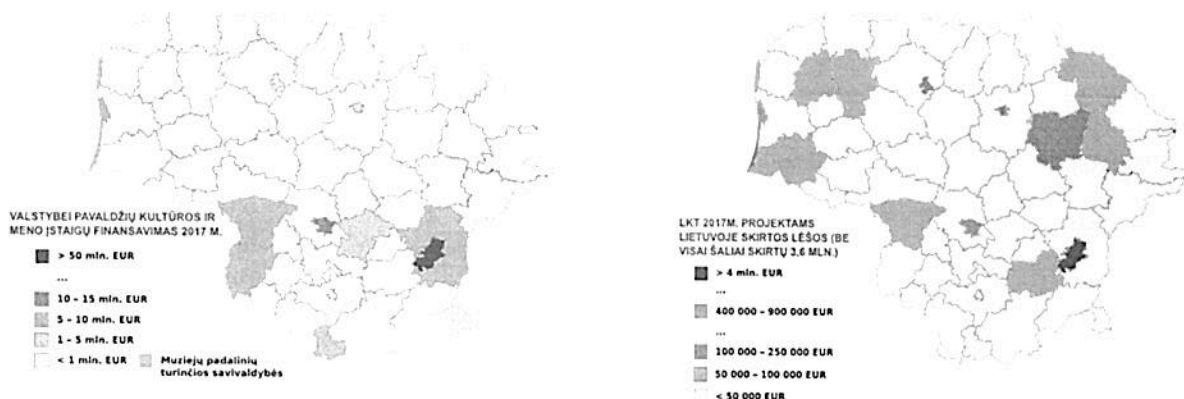 VALSTYBEI PAVALDŽIŲ KULTŪROS IR
MENO ĮSTAIGŲ FINANSAVIMAS 2017 M.
> 50 mln. EUR
...
10 – 15 mln. EUR
5 – 10 mln. EUR
1 – 5 mln. EUR
< 1 mln. EUR
Muziejų padalinių
turinčios savivaldybės
LKT 2017M. PROJEKTAMS
LIETUVOJE SKIRTOS LĖŠOS (BE
VISAI ŠALIAI SKIRTŲ 3,6 MLN.)
> 4 mln. EUR
...
400 000 – 900 000 EUR
...
100 000 – 250 000 EUR
50 000 – 100 000 EUR
< 50 000 EUR